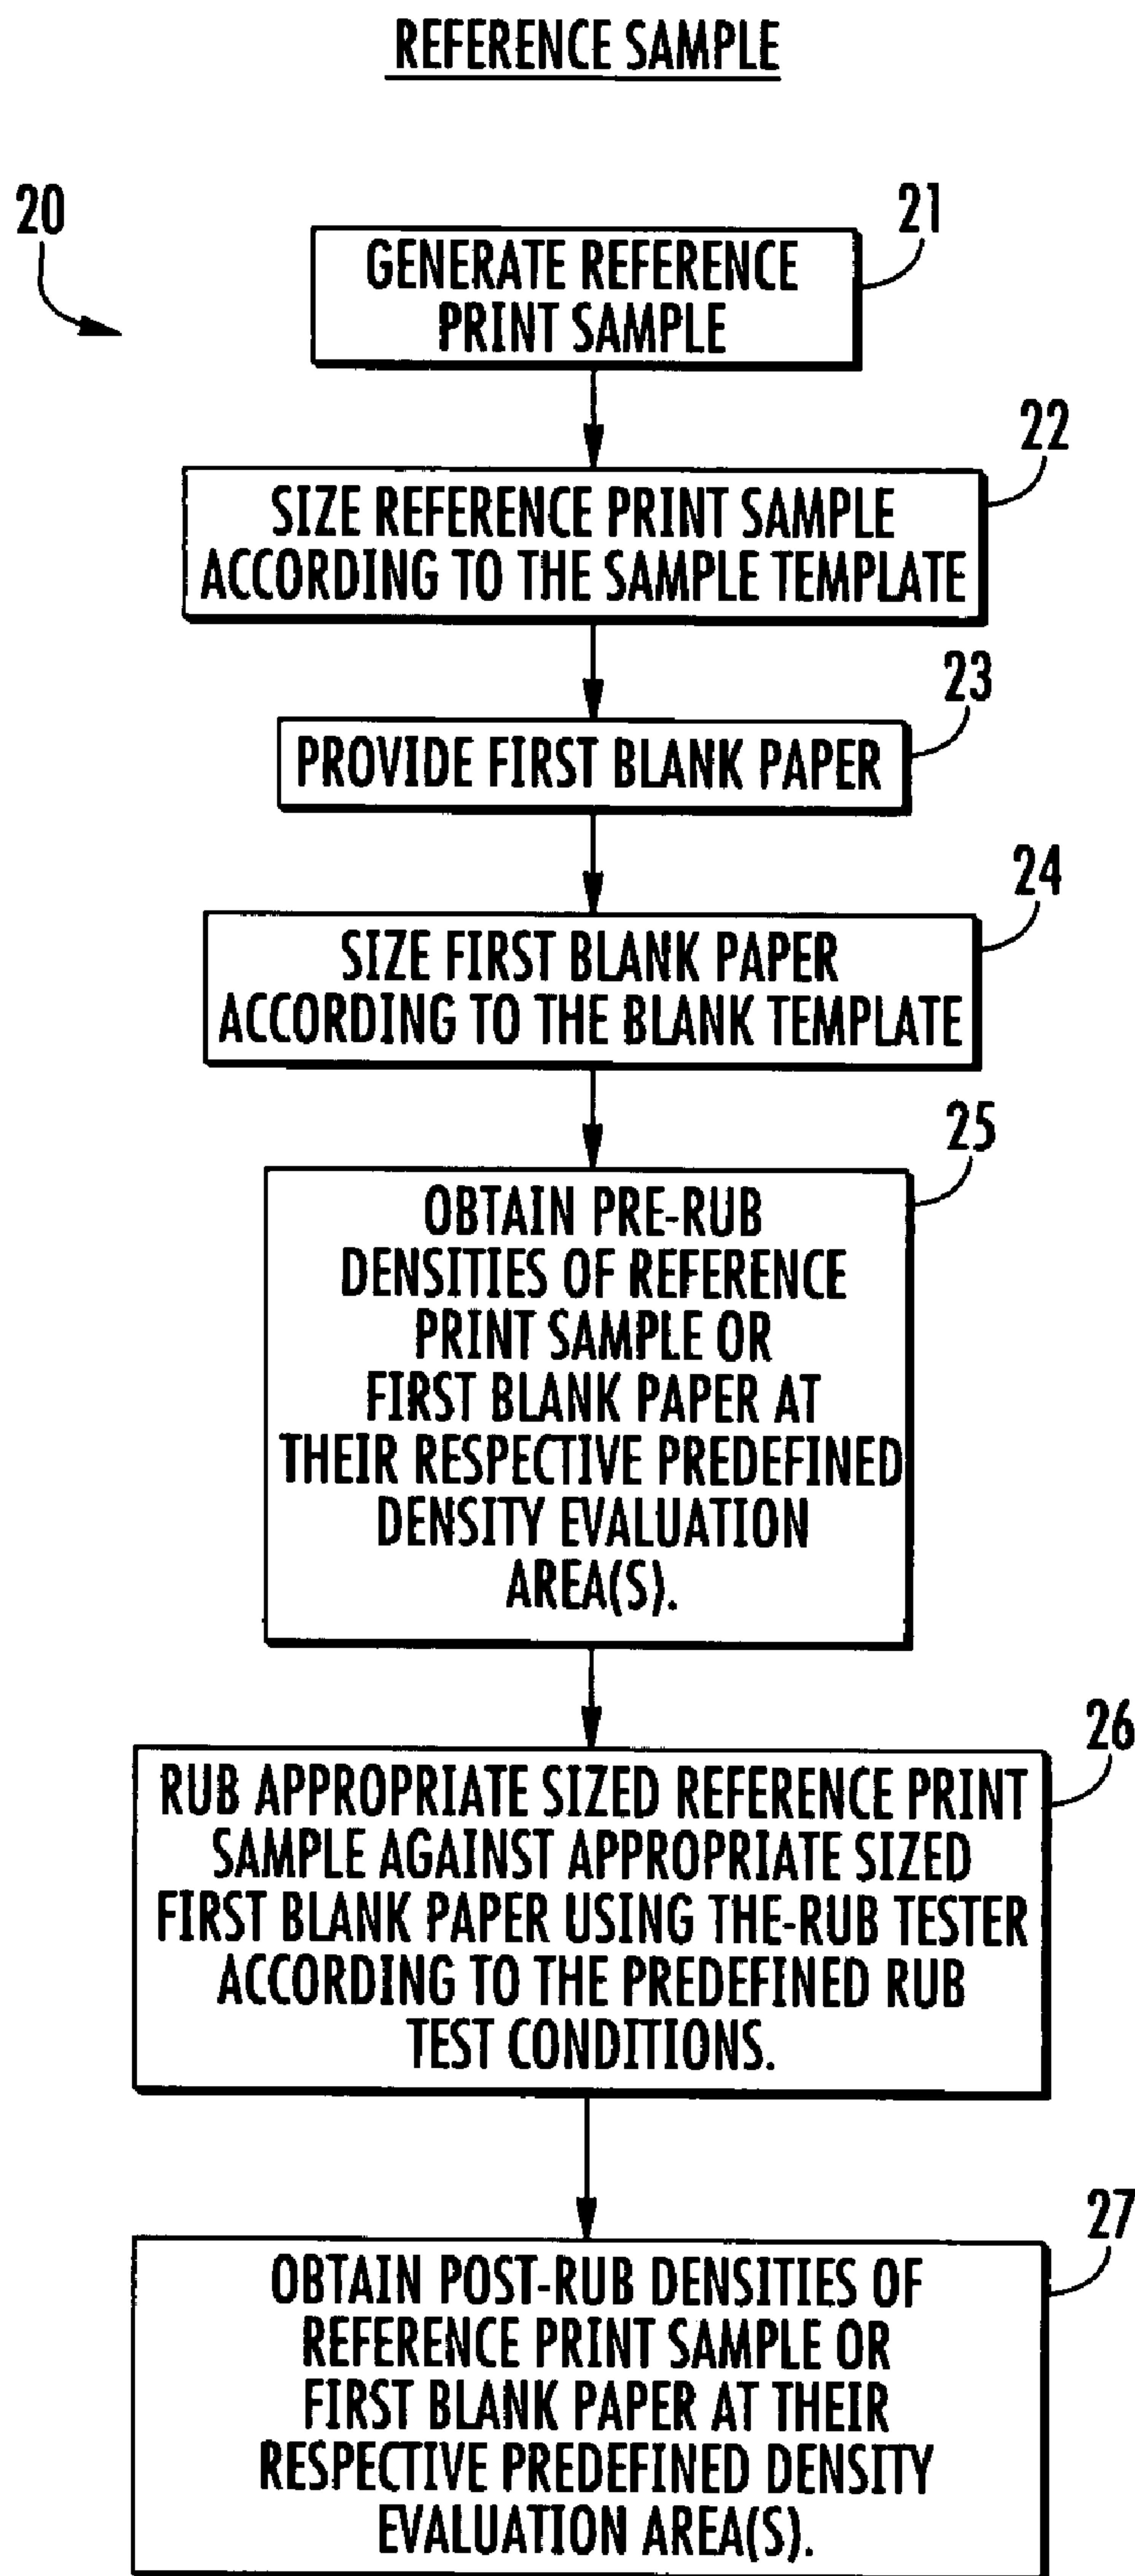 REFERENCE SAMPLE
20
21
GENERATE REFERENCE
PRINT SAMPLE
22
SIZE REFERENCE PRINT SAMPLE
ACCORDING TO THE SAMPLE TEMPLATE
23
PROVIDE FIRST BLANK PAPER
24
SIZE FIRST BLANK PAPER
ACCORDING TO THE BLANK TEMPLATE
25
OBTAIN PRE-RUB
DENSITIES OF REFERENCE
PRINT SAMPLE OR
FIRST BLANK PAPER AT
THEIR RESPECTIVE PREDEFINED
DENSITY EVALUATION
AREA(S).
26
RUB APPROPRIATE SIZED REFERENCE PRINT
SAMPLE AGAINST APPROPRIATE SIZED
FIRST BLANK PAPER USING THE-RUB TESTER
ACCORDING TO THE PREDEFINED RUB
TEST CONDITIONS.
27
OBTAIN POST-RUB DENSITIES OF
REFERENCE PRINT SAMPLE OR
FIRST BLANK PAPER AT THEIR
RESPECTIVE PREDEFINED DENSITY
EVALUATION AREA(S).